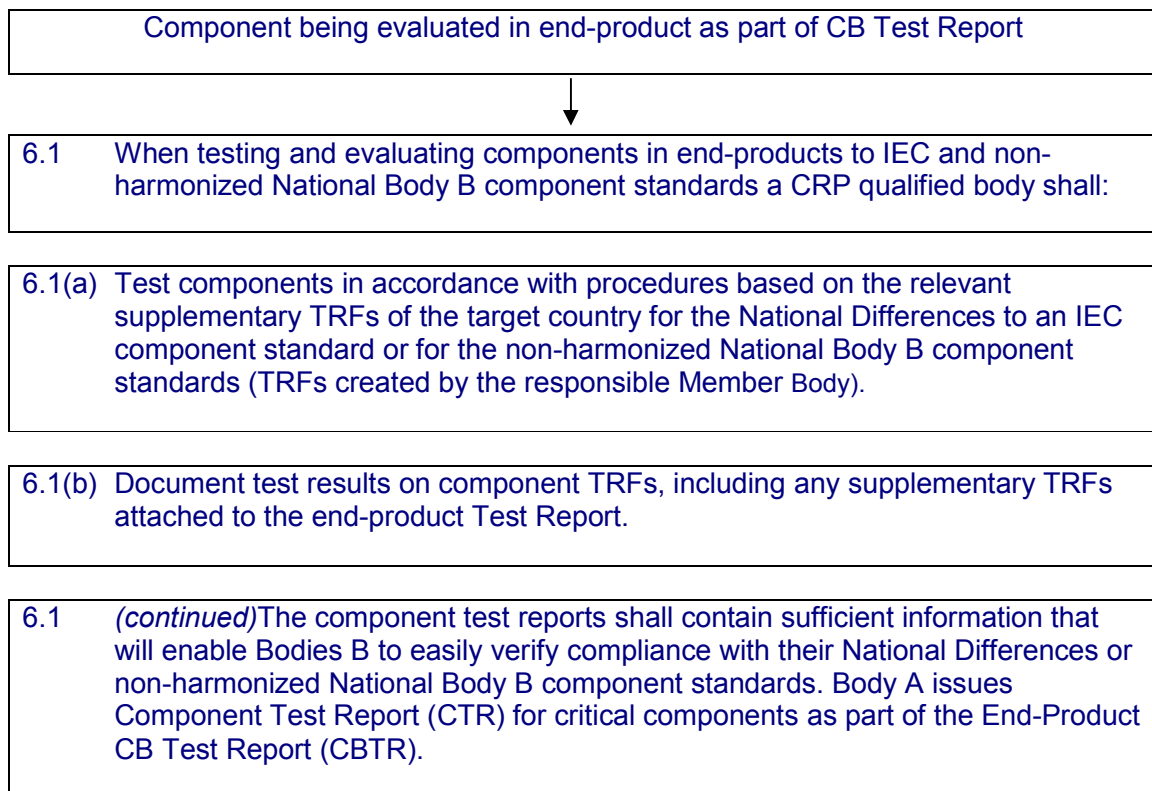 Component being evaluated in end-product as part of CB Test Report
6.1 When testing and evaluating components in end-products to IEC and non-
harmonized National Body B component standards a CRP qualified body shall:
6.1(a) Test components in accordance with procedures based on the relevant
supplementary TRFs of the target country for the National Differences to an IEC
component standard or for the non-harmonized National Body B component
standards (TRFs created by the responsible Member Body).
6.1(b) Document test results on component TRFs, including any supplementary TRFs
attached to the end-product Test Report.
6.1 (continued)The component test reports shall contain sufficient information that
will enable Bodies B to easily verify compliance with their National Differences or
non-harmonized National Body B component standards. Body A issues
Component Test Report (CTR) for critical components as part of the End-Product
CB Test Report (CBTR).